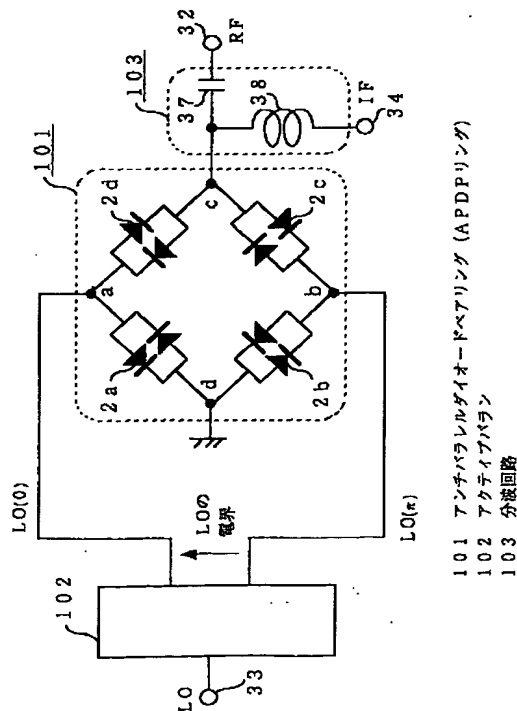 LO
33
102
LO(0)
LOの
電界
LO(π)
101
2a
2d
2b
2c
a
b
c
d
103
37
38
32
RF
IF
34
101 アンチパラレルダイオードペアリング (APDPリング)
102 アクティブバラン
103 分波回路